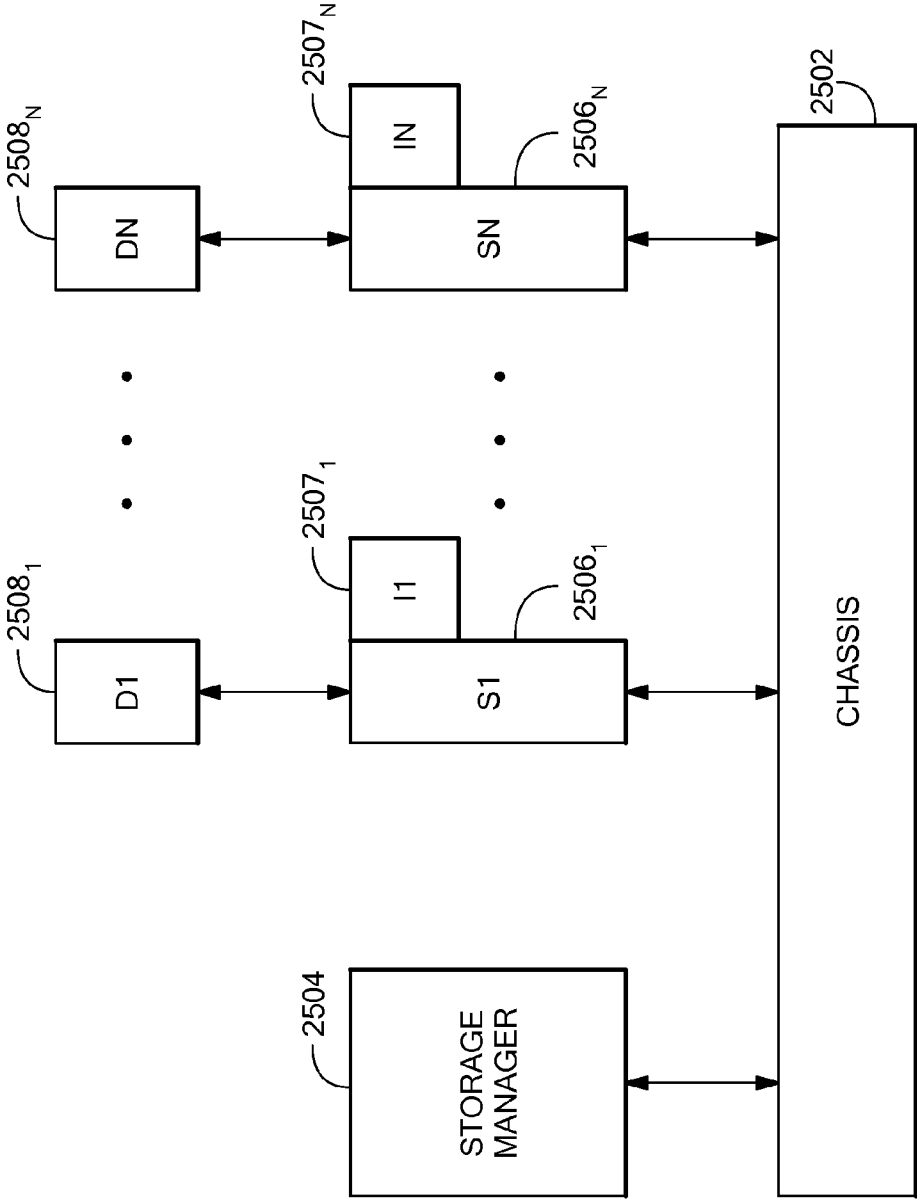 2508₁
2508N
D1
DN
2504
2507₁
2507N
I1
IN
STORAGE
MANAGER
S1
SN
2506₁
2506N
2502
CHASSIS